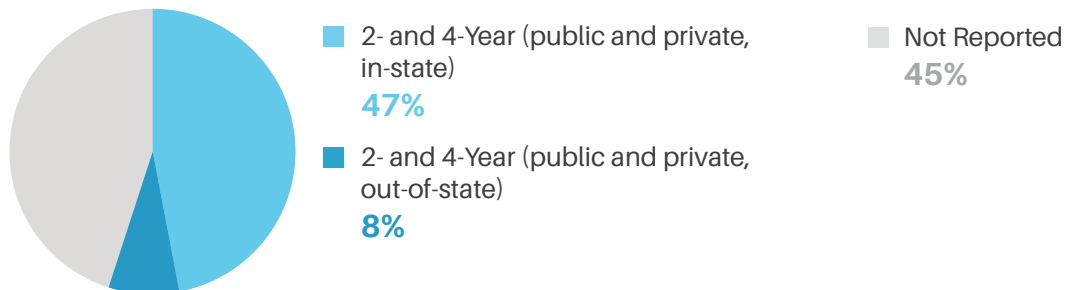 2- and 4-Year (public and private,
in-state)
47%
2- and 4-Year (public and private,
out-of-state)
8%
Not Reported
45%